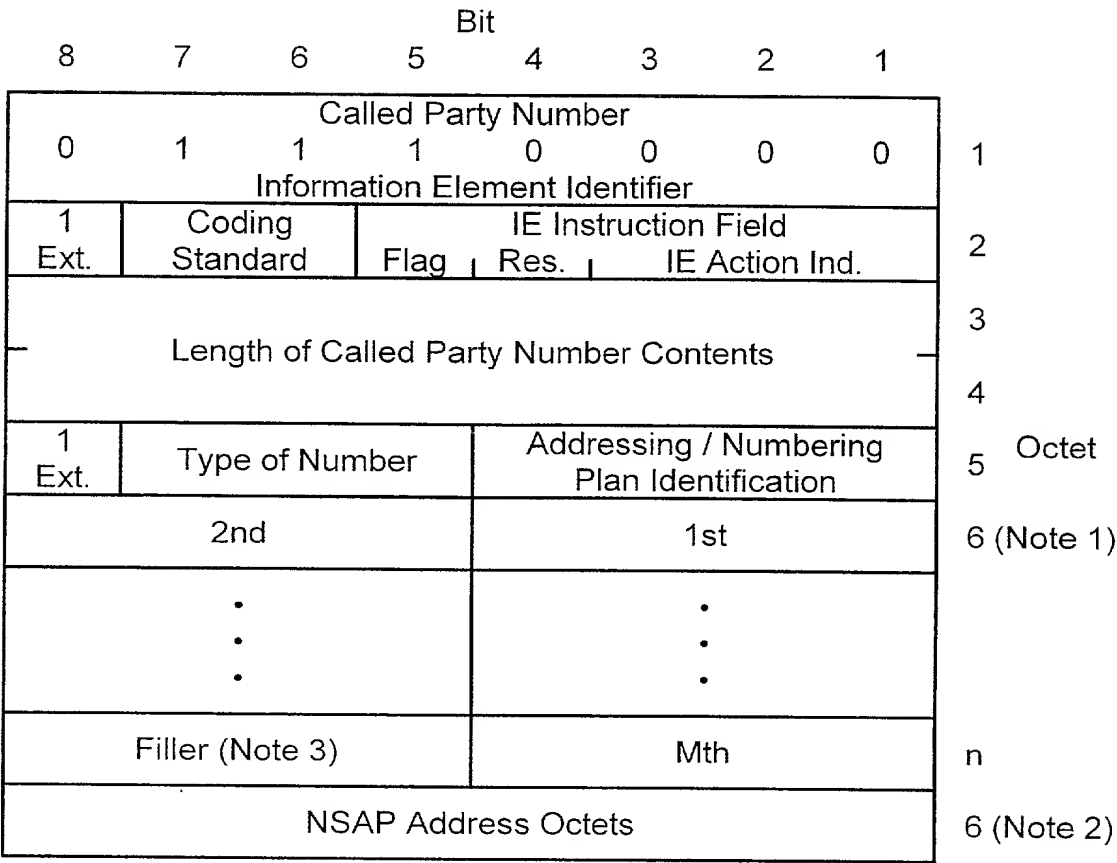 Bit
8 7 6 5 4 3 2 1
Called Party Number
0 1 1 1 0 0 0 0 1
Information Element Identifier
1 Coding IE Instruction Field 2
Ext. Standard Flag Res. IE Action Ind.
3
Length of Called Party Number Contents
4
1 Type of Number Addressing / Numbering 5 Octet
Ext. Plan Identification
2nd 1st 6 (Note 1)
Filler (Note 3) Mth n
NSAP Address Octets 6 (Note 2)